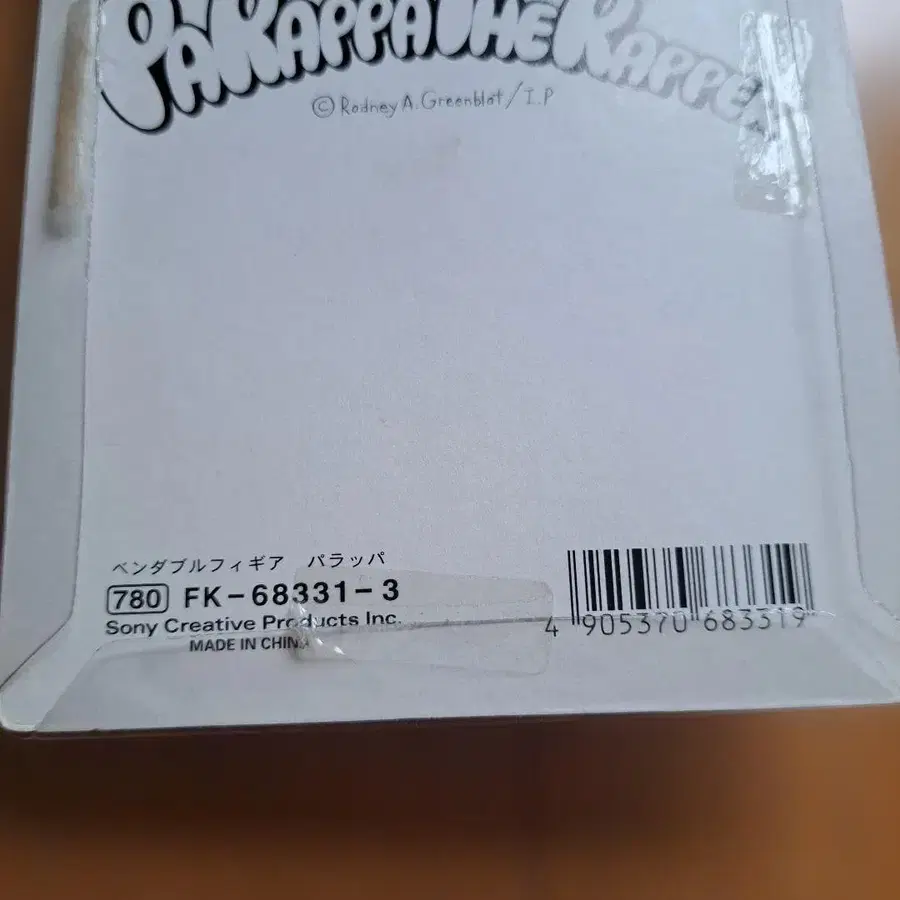 PARAPPA THE RAPPER
© Rodney A. Greenblat / I.P
ベンダブルフィギア パラッパ
780 FK-68331-3
Sony Creative Products Inc.
MADE IN CHINA
4 905370 683319